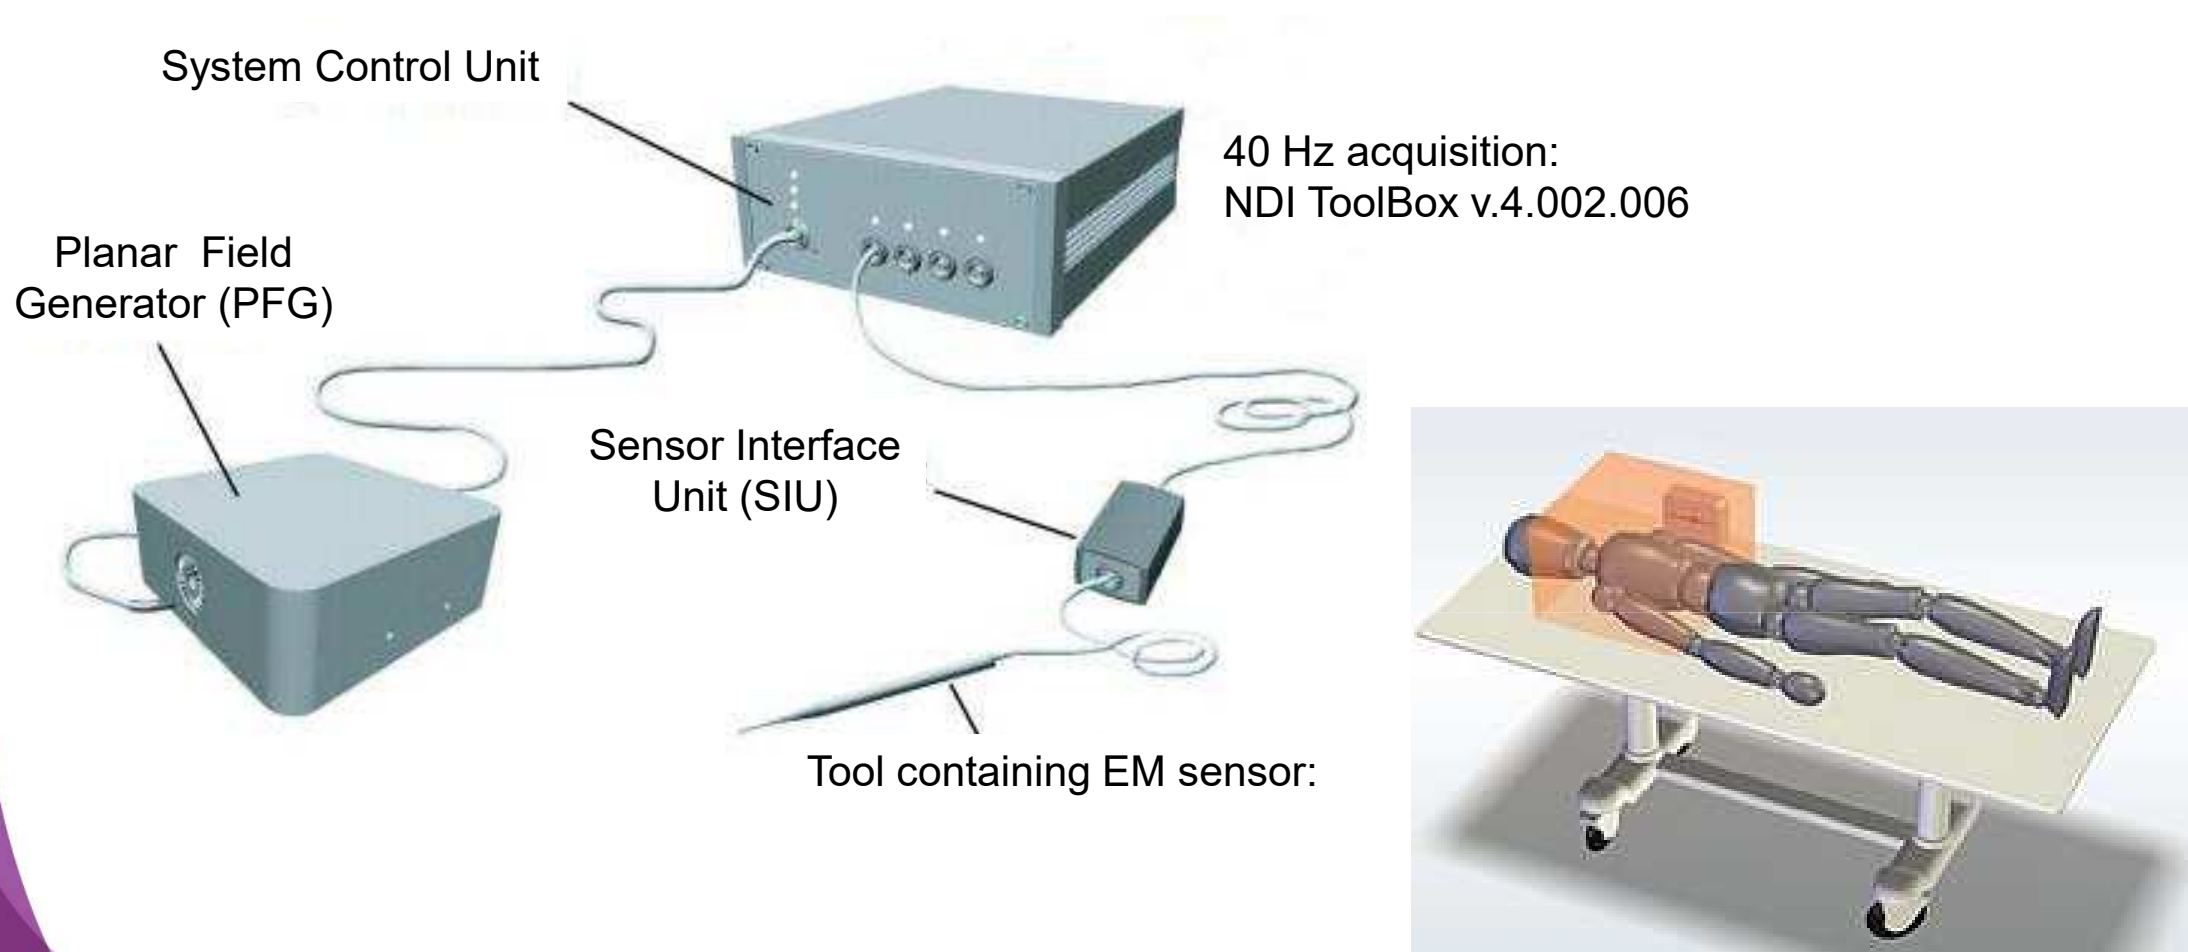 System Control Unit
40 Hz acquisition:
NDI ToolBox v.4.002.006
Planar  Field
Generator (PFG)
Sensor Interface
Unit (SIU)
Tool containing EM sensor: